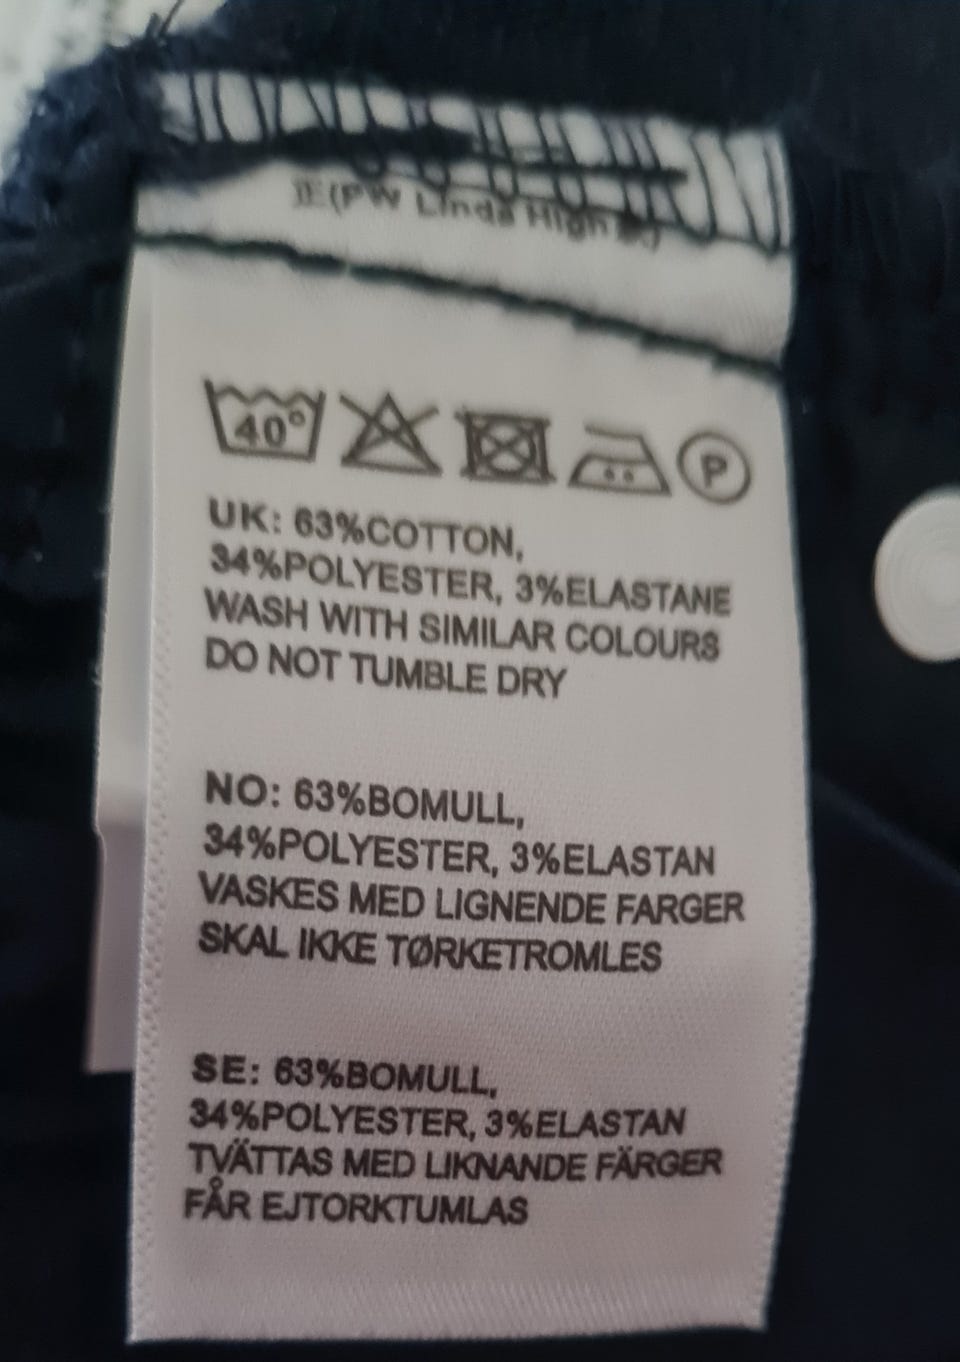 (PW Linda High
40°
P
UK: 63%COTTON,
34%POLYESTER, 3%ELASTANE
WASH WITH SIMILAR COLOURS
DO NOT TUMBLE DRY
NO: 63%BOMULL,
34%POLYESTER, 3%ELASTAN
VASKES MED LIGNENDE FARGER
SKAL IKKE TØRKETROMLES
SE: 63%BOMULL,
34%POLYESTER, 3%ELASTAN
TVÄTTAS MED LIKNANDE FÄRGER
FÅR EJTORKTUMLAS